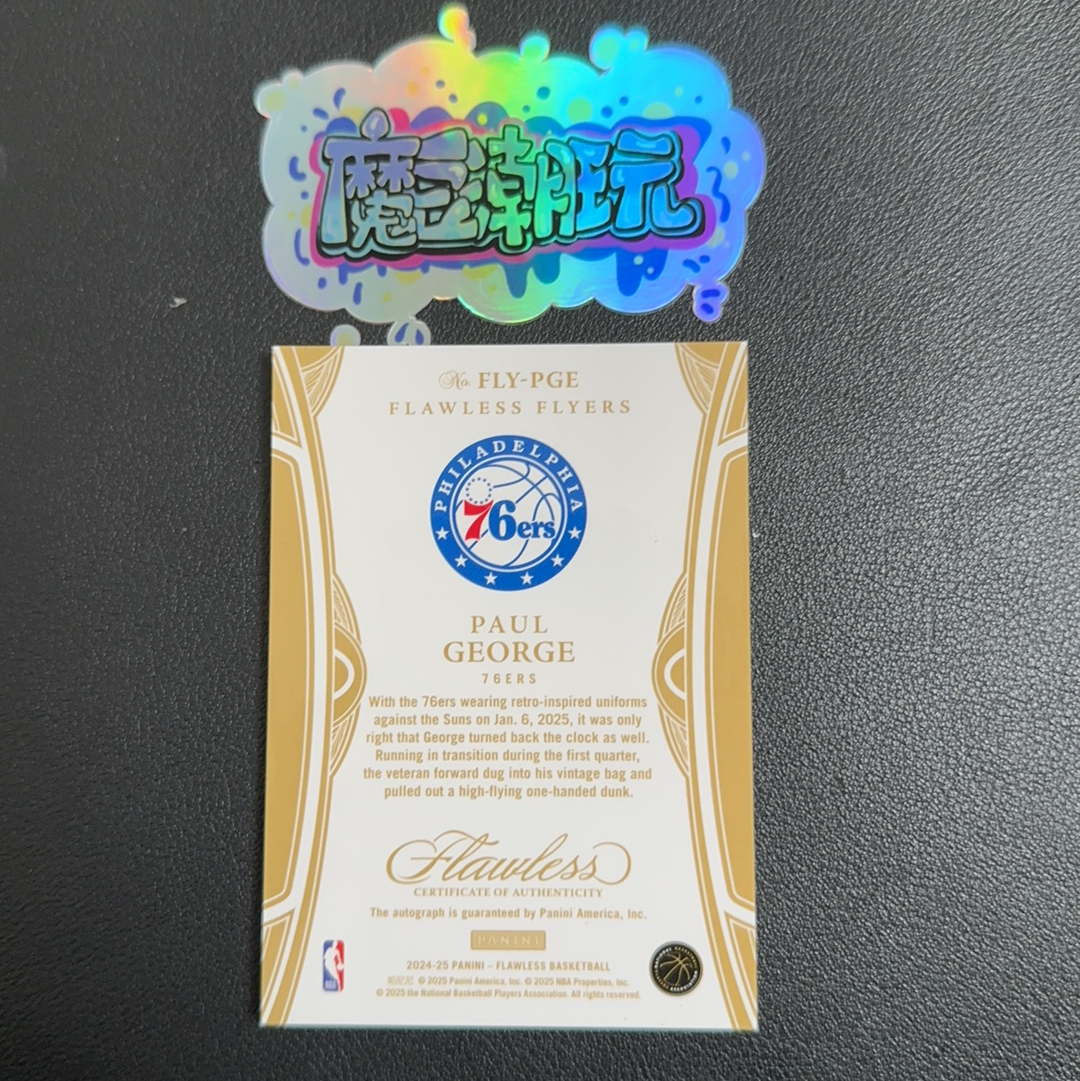 魔云潮玩
No. FLY-PGE
FLAWLESS FLYERS
PHILADELPHIA
76ers
PAUL
GEORGE
76ERS
With the 76ers wearing retro-inspired uniforms
against the Suns on Jan. 6, 2025, it was only
right that George turned back the clock as well.
Running in transition during the first quarter,
the veteran forward dug into his vintage bag and
pulled out a high-flying one-handed dunk.
Flawless
CERTIFICATE OF AUTHENTICITY
The autograph is guaranteed by Panini America, Inc.
PANINI
2024-25 PANINI – FLAWLESS BASKETBALL
© 2025 Panini America, Inc. © 2025 NBA Properties, Inc.
© 2025 the National Basketball Players Association. All rights reserved.
NBA